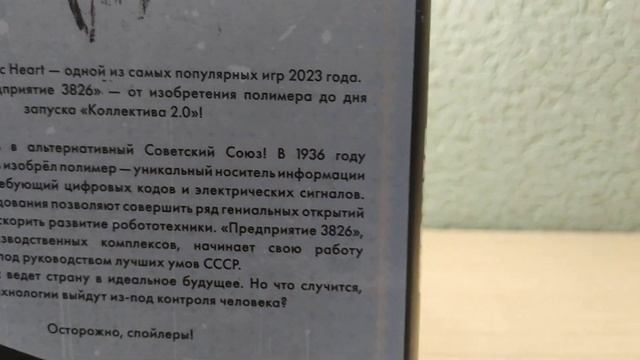 c Heart — одной из самых популярных игр 2023 года.
дприятие 3826» — от изобретения полимера до дня
запуска «Коллектива 2.0»!
в альтернативный Советский Союз! В 1936 году
изобрёл полимер — уникальный носитель информации
ебующий цифровых кодов и электрических сигналов.
дования позволяют совершить ряд гениальных открытий
скорить развитие робототехники. «Предприятие 3826»,
зводственных комплексов, начинает свою работу
под руководством лучших умов СССР.
ведет страну в идеальное будущее. Но что случится,
ехнологии выйдут из-под контроля человека?
Осторожно, спойлеры!